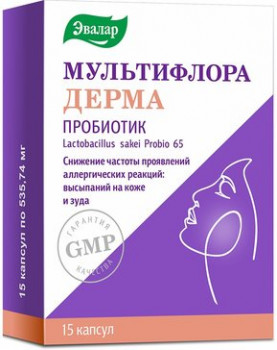 Эвалар
МУЛЬТИФЛОРА
ДЕРМА
ПРОБИОТИК
Lactobacillus sakei Probio 65
Снижение частоты проявлений
аллергических реакций:
высыпаний на коже
и зуда
ГАРАНТИЯ
GMP
КАЧЕСТВА
15 капсул
15 капсул по 535,74 мг